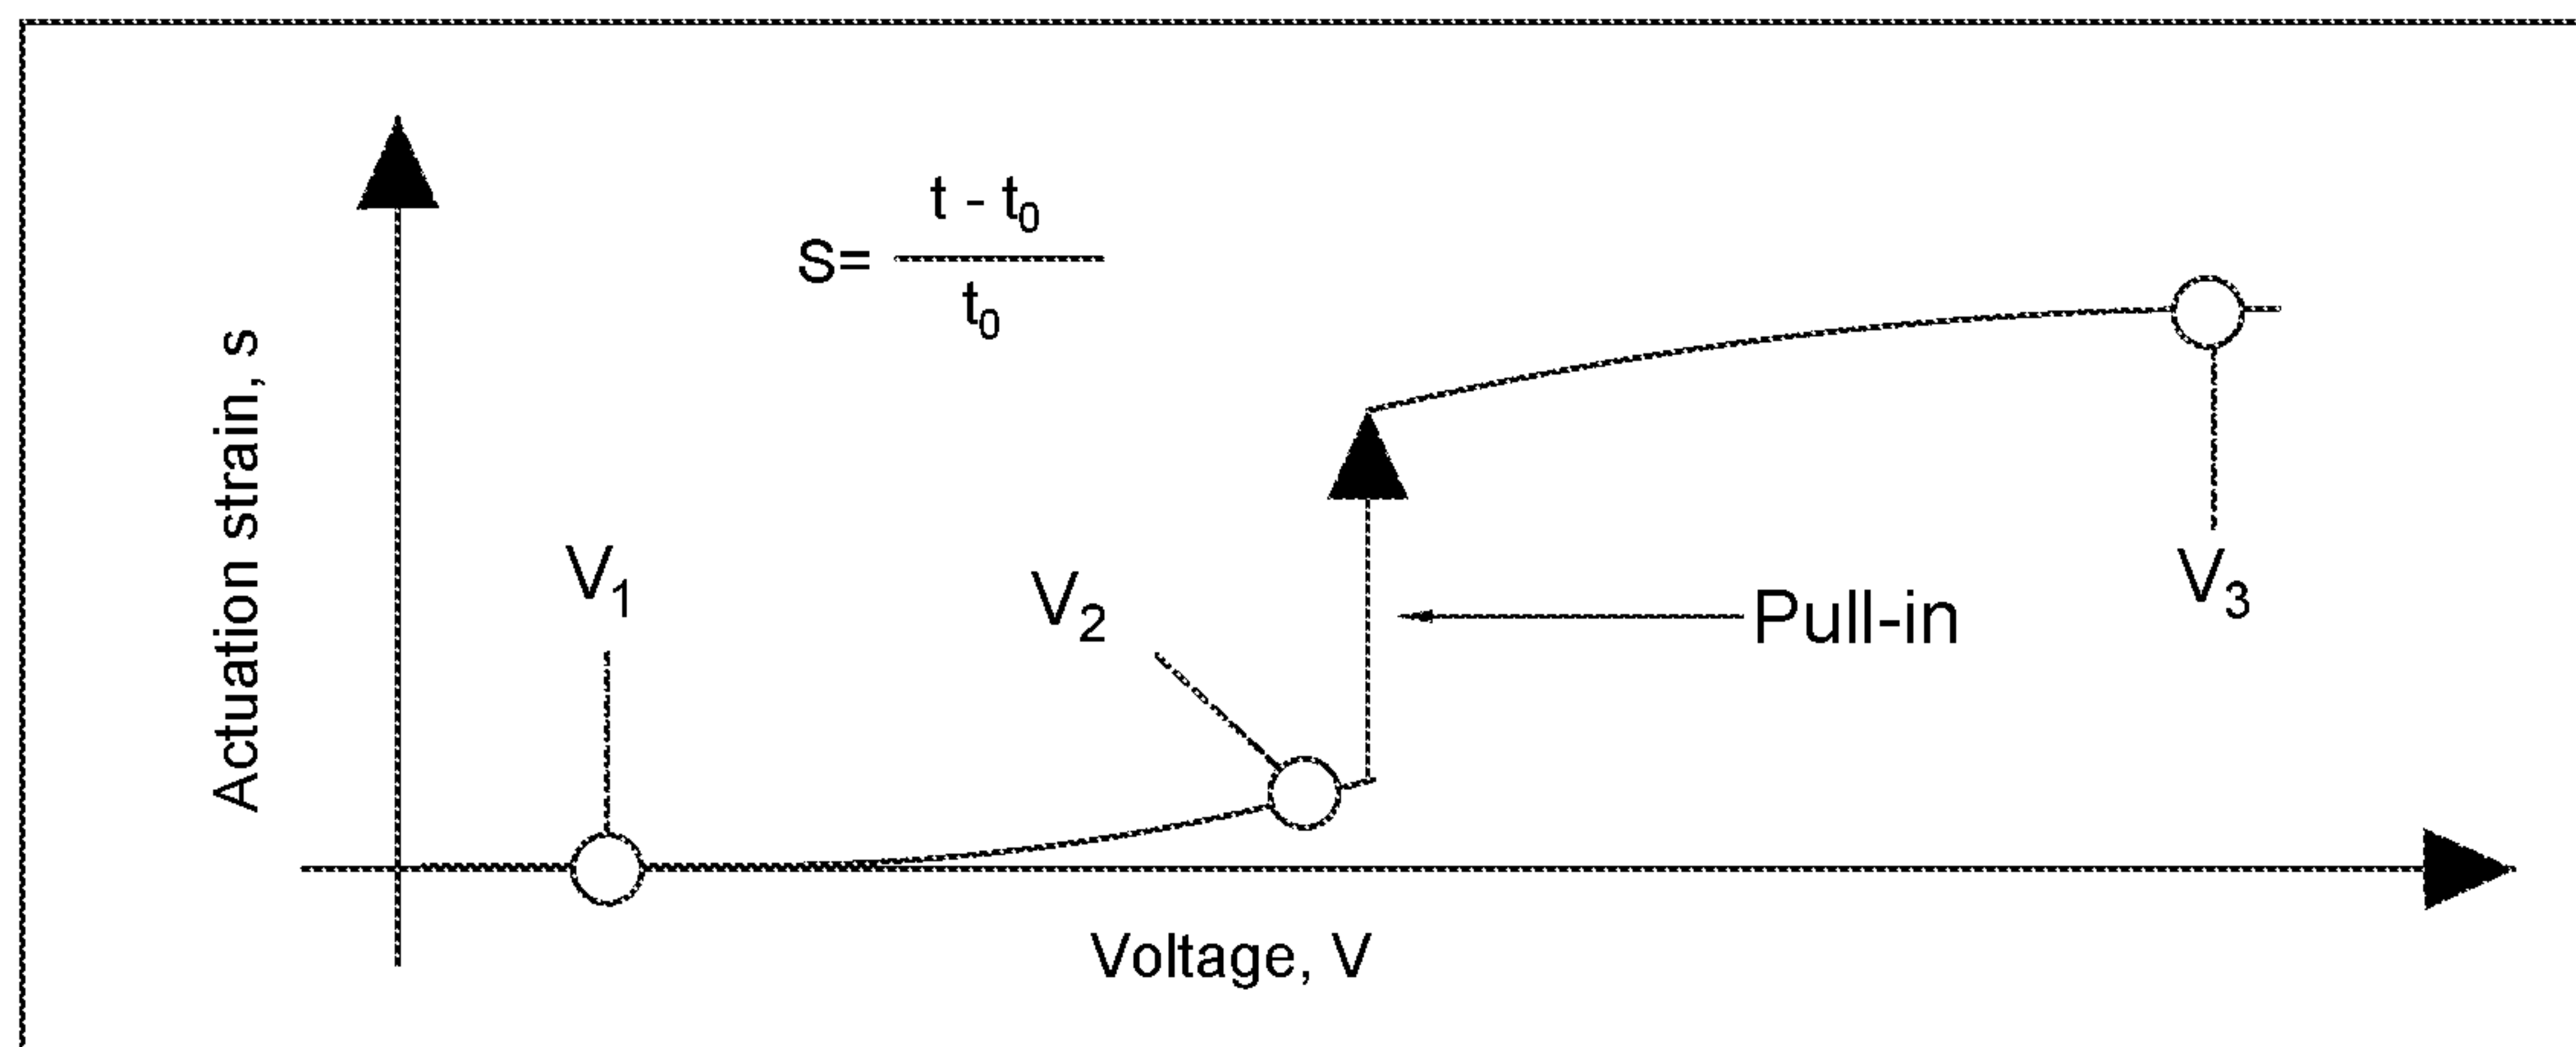 t - t₀
S=
t₀
Actuation strain, s
V₁
V₂
Pull-in
V₃
Voltage, V